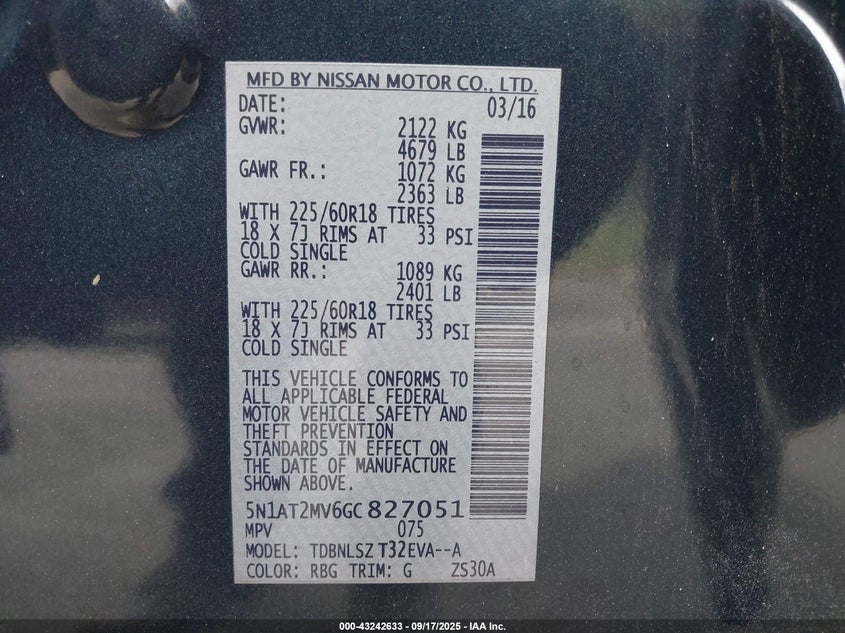 MFD BY NISSAN MOTOR CO., LTD.
DATE: 03/16
GVWR: 2122 KG
4679 LB
GAWR FR.: 1072 KG
2363 LB
WITH 225/60R18 TIRES
18 X 7J RIMS AT 33 PSI
COLD SINGLE
GAWR RR.: 1089 KG
2401 LB
WITH 225/60R18 TIRES
18 X 7J RIMS AT 33 PSI
COLD SINGLE
THIS VEHICLE CONFORMS TO
ALL APPLICABLE FEDERAL
MOTOR VEHICLE SAFETY AND
THEFT PREVENTION
STANDARDS IN EFFECT ON
THE DATE OF MANUFACTURE
SHOWN ABOVE.
5N1AT2MV6GC827051
MPV 075
MODEL: TDBNLSZ T32EVA--A
COLOR: RBG TRIM: G ZS30A
000-43242633 - 09/17/2025 - IAA Inc.